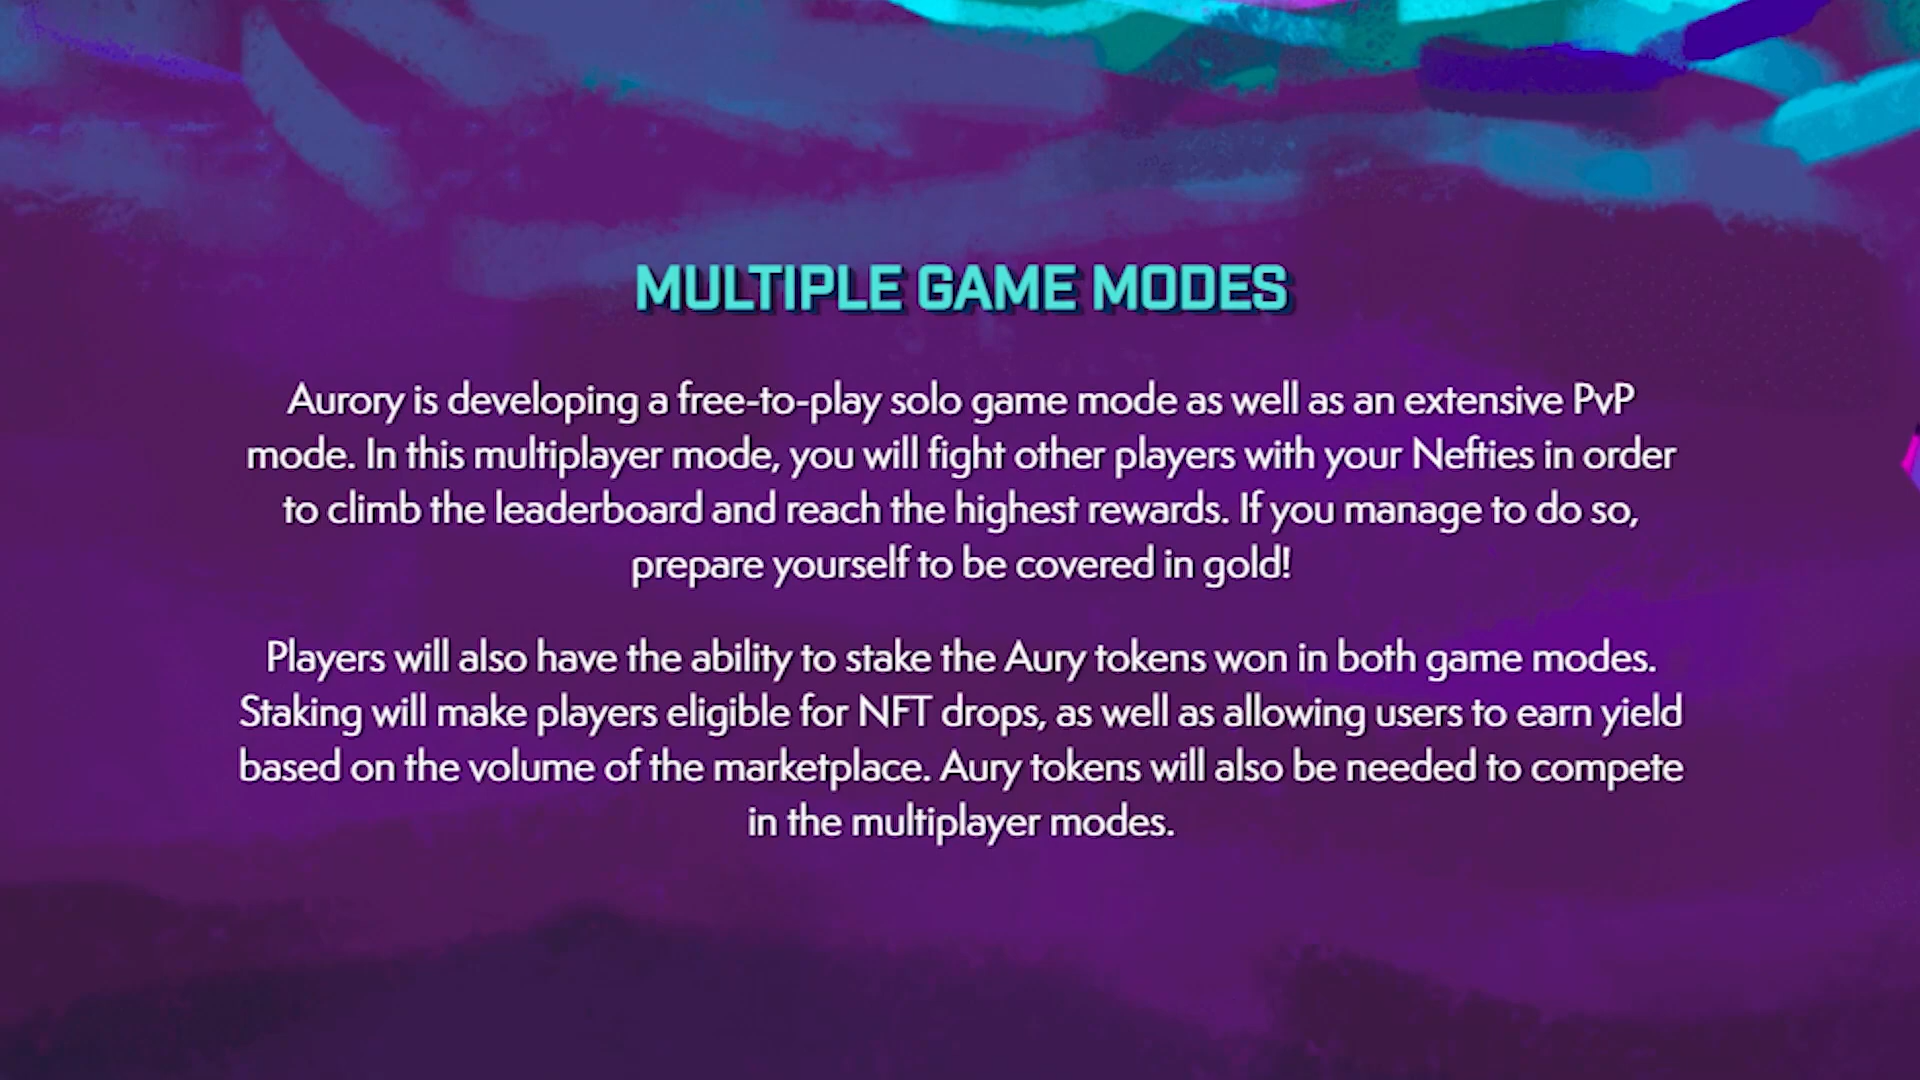 MULTIPLE GAME MODES
Aurory is developing a free-to-play solo game mode as well as an extensive PvP
mode. In this multiplayer mode, you will fight other players with your Nefties in order
to climb the leaderboard and reach the highest rewards. If you manage to do so,
prepare yourself to be covered in gold!
Players will also have the ability to stake the Aury tokens won in both game modes.
Staking will make players eligible for NFT drops, as well as allowing users to earn yield
based on the volume of the marketplace. Aury tokens will also be needed to compete
in the multiplayer modes.